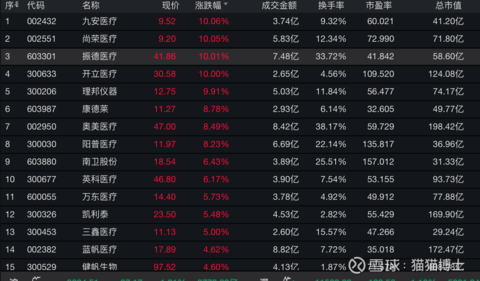 序 代码 名称 现价 涨跌幅 成交金额 换手率 市盈率 总市值
1 002432 九安医疗 9.52 10.06% 3.74亿 9.32% 60.021 41.20亿
2 002551 尚荣医疗 9.20 10.05% 5.83亿 12.34% 72.990 71.80亿
3 603301 振德医疗 41.86 10.01% 7.48亿 33.72% 41.842 58.60亿
4 300633 开立医疗 30.58 10.00% 2.65亿 4.56% 109.520 124.08亿
5 300206 理邦仪器 12.75 9.91% 5.03亿 11.84% 56.477 74.17亿
6 603987 康德莱 11.27 8.78% 2.93亿 6.14% 32.605 49.77亿
7 002950 奥美医疗 47.00 8.49% 8.42亿 38.17% 59.729 198.42亿
8 300030 阳普医疗 11.97 8.23% 6.69亿 22.14% 135.817 36.96亿
9 603880 南卫股份 18.54 6.43% 3.89亿 25.51% 157.012 31.33亿
10 300677 英科医疗 46.80 6.17% 3.90亿 7.54% 53.155 93.73亿
11 600055 万东医疗 14.40 5.73% 3.78亿 4.92% 49.912 77.88亿
12 300326 凯利泰 23.50 5.48% 4.53亿 2.82% 55.429 169.90亿
13 300453 三鑫医疗 11.13 5.00% 2.60亿 15.57% 47.266 29.24亿
14 002382 蓝帆医疗 17.89 4.62% 8.82亿 7.72% 35.018 172.47亿
15 300529 健帆生物 97.52 4.60% 4.13亿 1.87%
雪球：猫猫博士